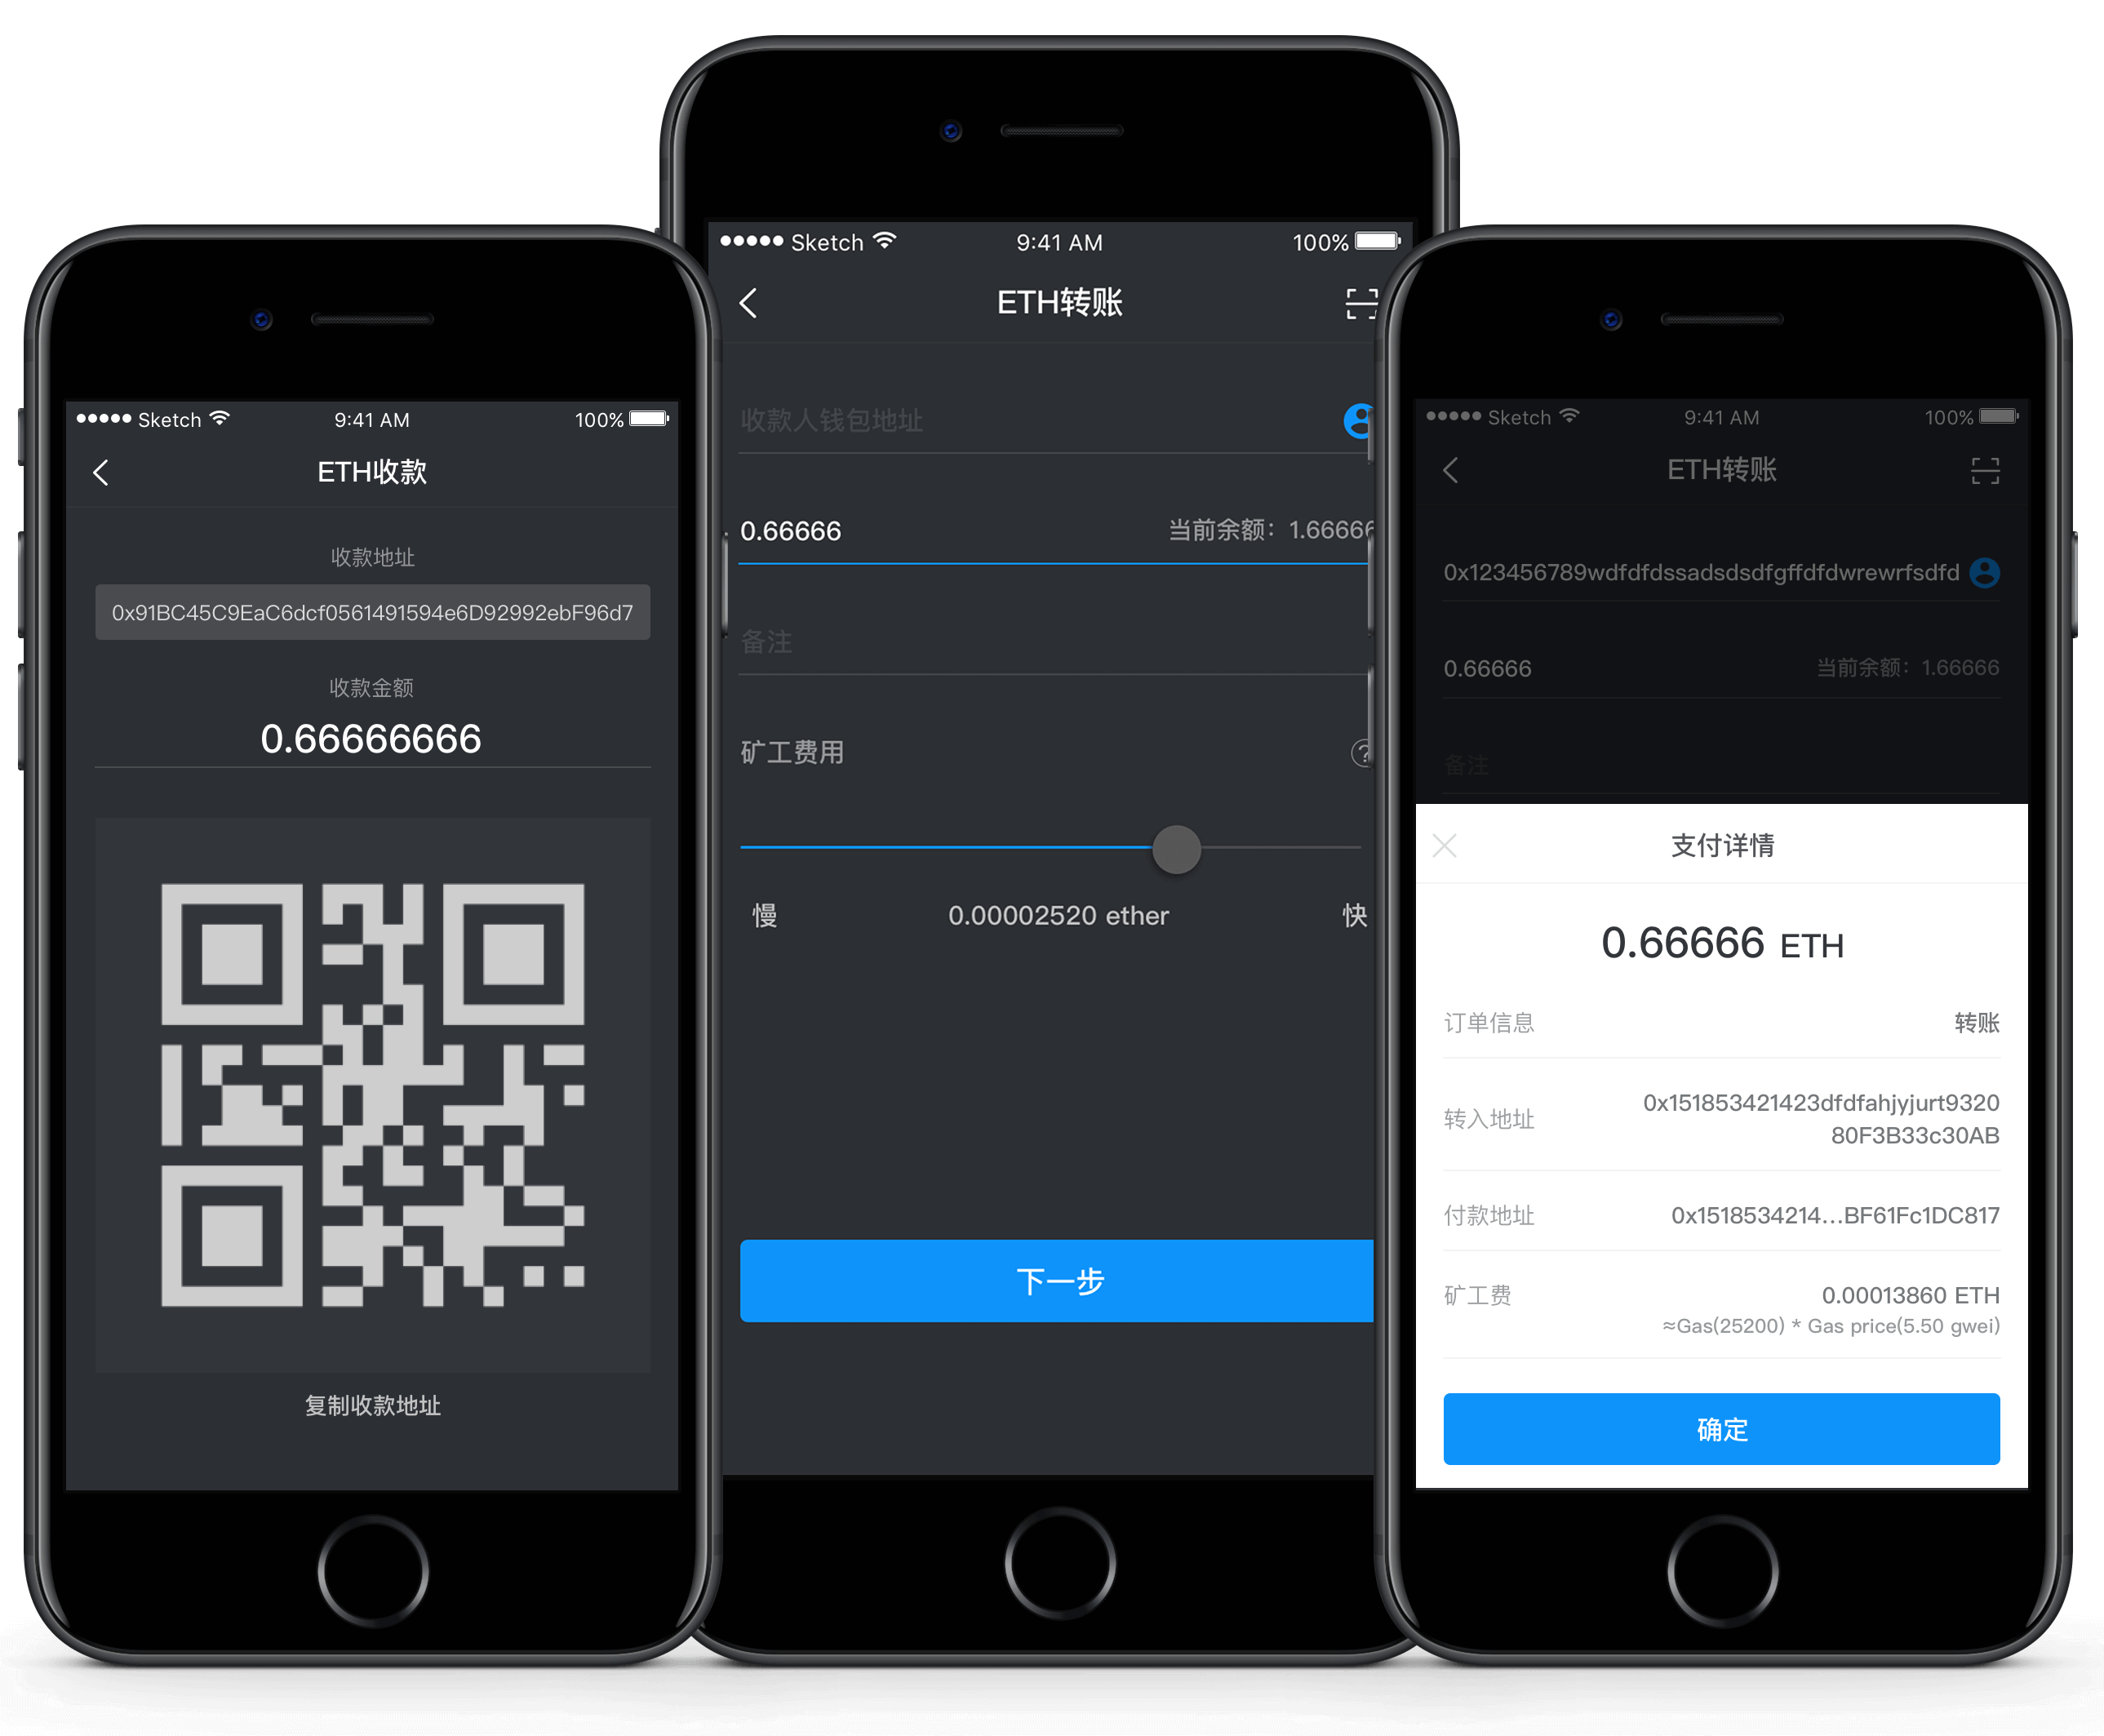 Sketch 9:41 AM 100%
ETH收款
收款地址
0x91BC45C9EaC6dcf0561491594e6D92992ebF96d7
收款金额
0.66666666
复制收款地址
Sketch 9:41 AM 100%
ETH转账
收款人钱包地址
0.66666 当前余额：1.66666
备注
矿工费用 ?
慢 0.00002520 ether 快
下一步
Sketch 9:41 AM 100%
ETH转账
0x123456789wdfdfdssadsdsdfgffdfdwrewrfsdfd
0.66666 当前余额：1.66666
备注
支付详情
0.66666 ETH
订单信息 转账
转入地址 0x151853421423dfdfahjyjurt9320
80F3B33c30AB
付款地址 0x1518534214...BF61Fc1DC817
矿工费 0.00013860 ETH
≈Gas(25200) * Gas price(5.50 gwei)
确定